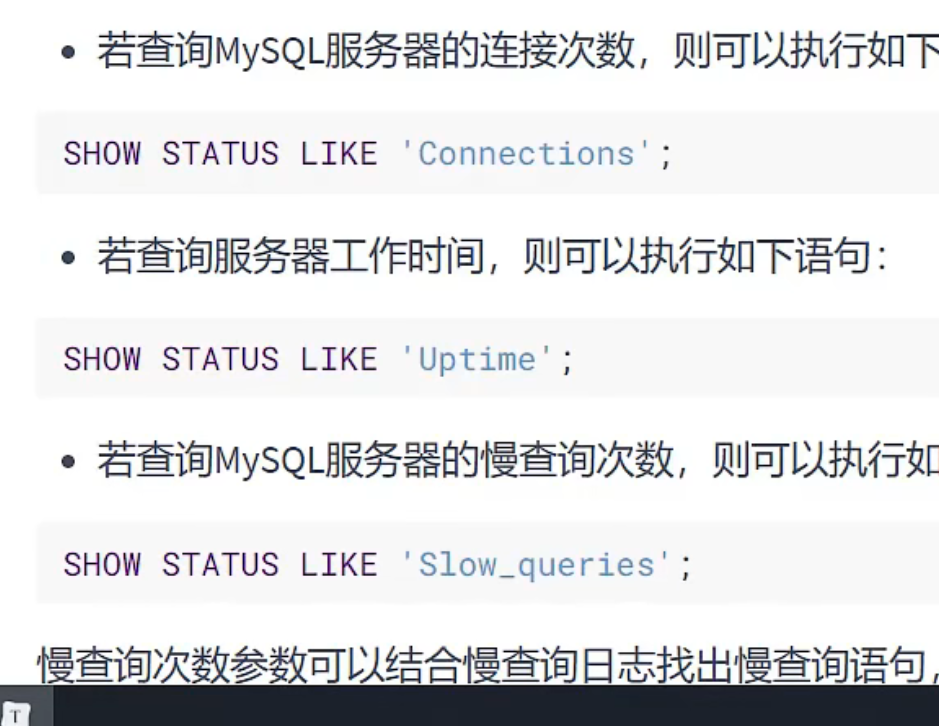 若查询MySQL服务器的连接次数，则可以执行如下
SHOW STATUS LIKE 'Connections';
若查询服务器工作时间，则可以执行如下语句：
SHOW STATUS LIKE 'Uptime';
若查询MySQL服务器的慢查询次数，则可以执行如
SHOW STATUS LIKE 'Slow_queries';
慢查询次数参数可以结合慢查询日志找出慢查询语句，
T